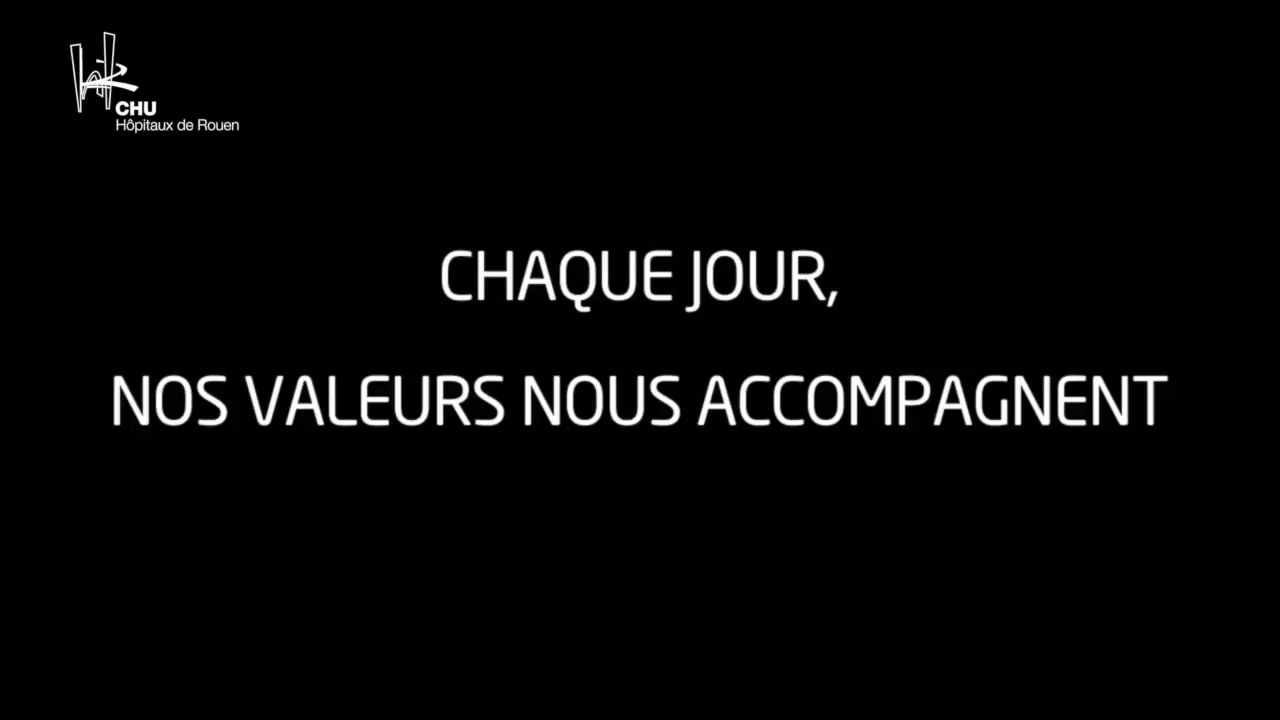 CHU
Hôpitaux de Rouen
CHAQUE JOUR,
NOS VALEURS NOUS ACCOMPAGNENT